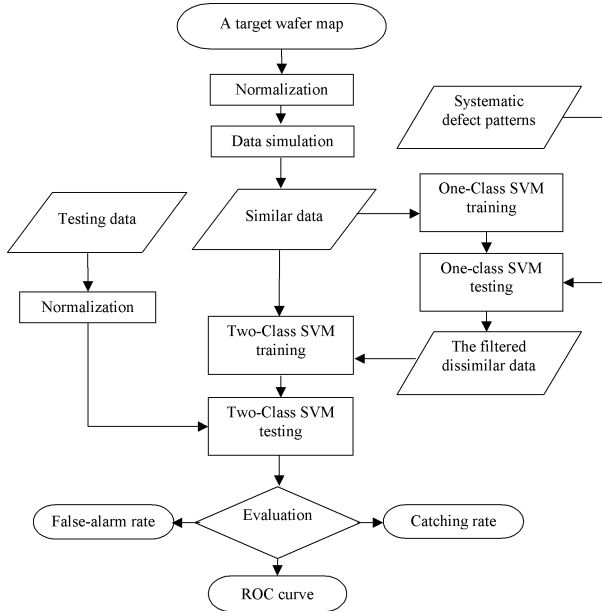 A target wafer map
Normalization
Systematic
defect patterns
Data simulation
One-Class SVM
training
Testing data
Similar data
One-class SVM
testing
Normalization
Two-Class SVM
training
The filtered
dissimilar data
Two-Class SVM
testing
False-alarm rate
Evaluation
Catching rate
ROC curve